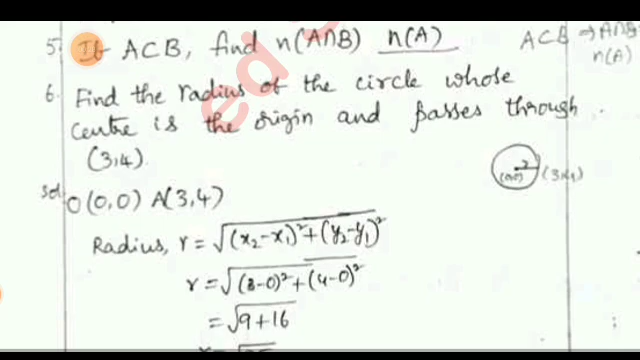 5. If A⊂B, find n(A∩B) n(A)
A⊂B ⇒ A∩B
n(A)
6. Find the radius of the circle whose
centre is the origin and passes through
(3,4).
(3,4)
Sol O(0,0) A(3,4)
Radius, r = √(x₂-x₁)²+(y₂-y₁)²
r = √(3-0)²+(4-0)²
= √9+16
ed